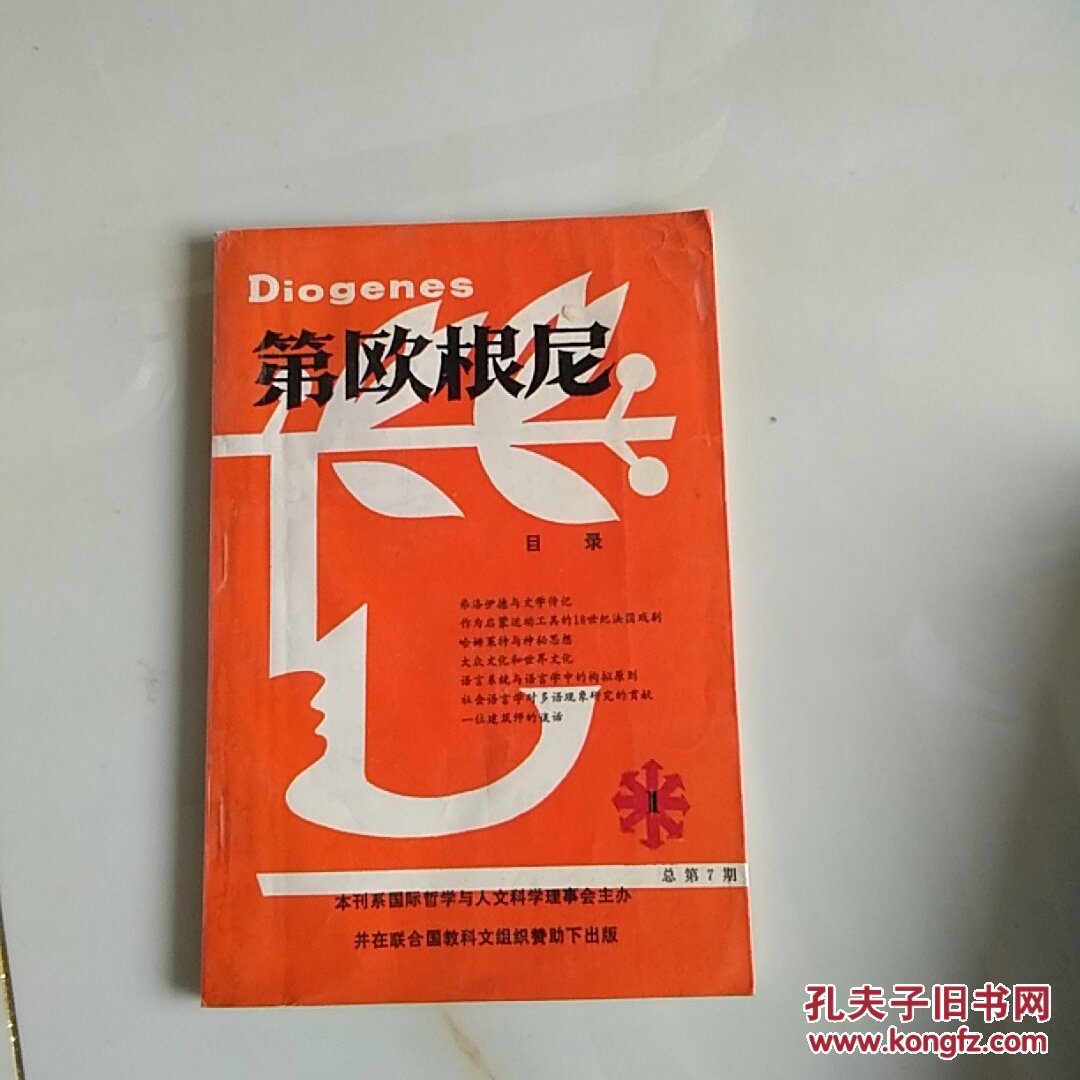 Diogenes
第欧根尼
目 录
弗洛伊德与文学传记
作为启蒙运动工具的18世纪法国戏剧
哈姆莱特与神秘思想
大众文化和世界文化
语言系统与语言学中的构拟原则
社会语言学对多语现象研究的贡献
一位建筑师的谈话
1
总第7期
本刊系国际哲学与人文科学理事会主办
并在联合国教科文组织赞助下出版
孔夫子旧书网
www.kongfz.com